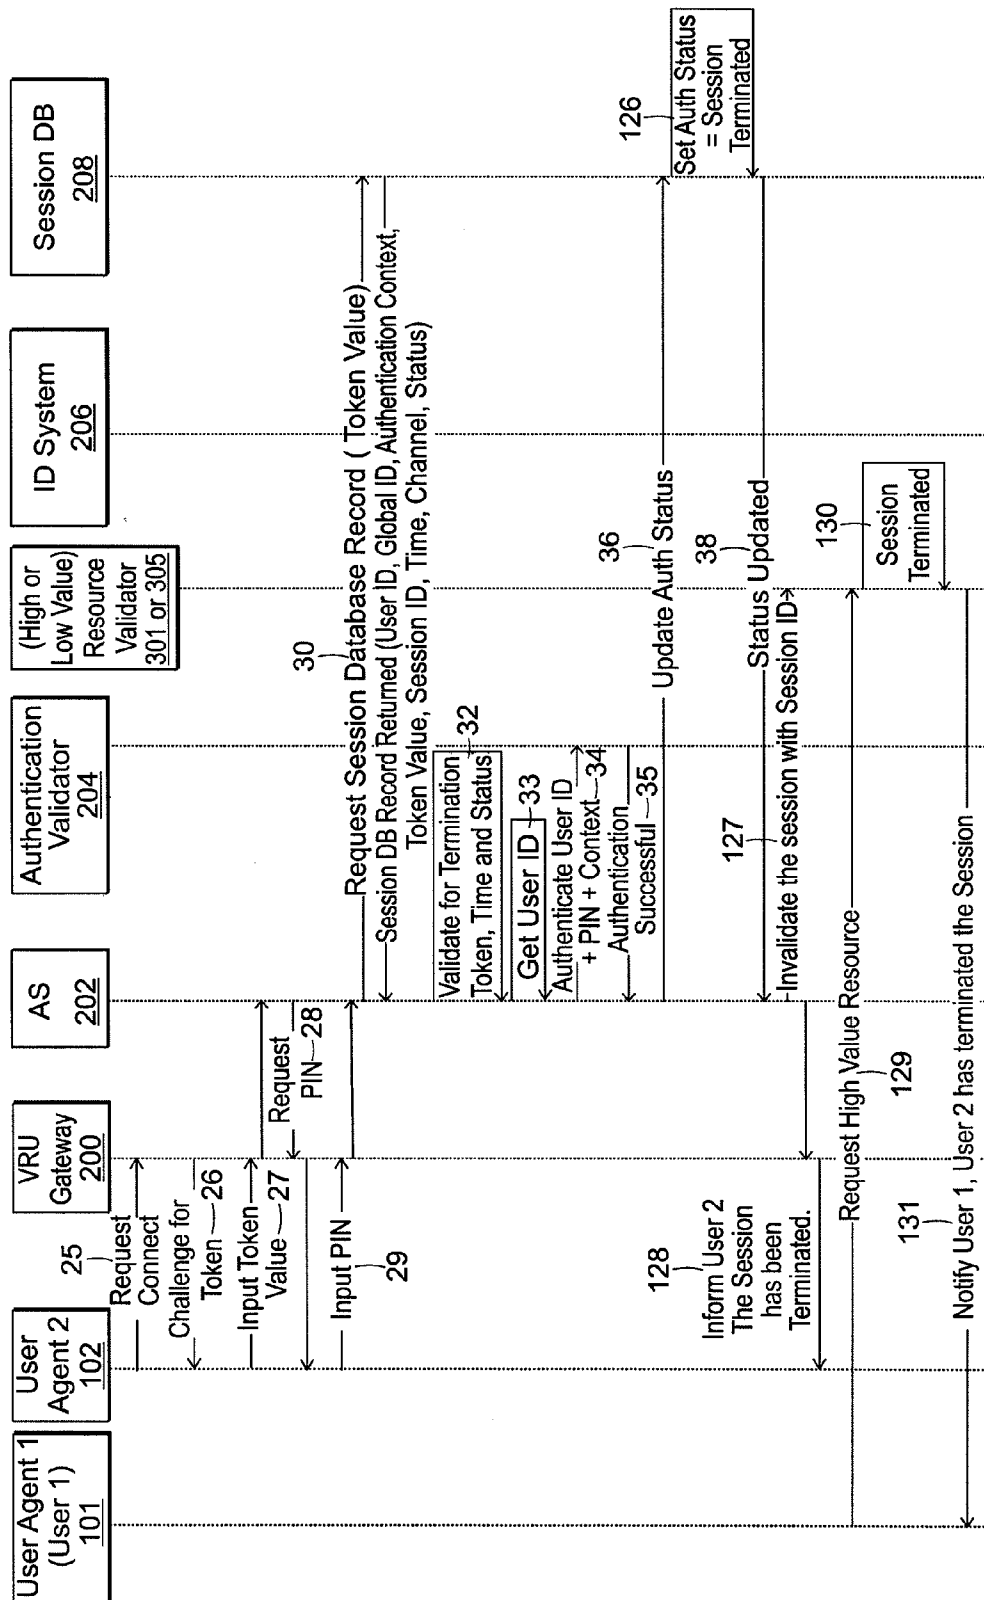 User Agent 1
(User 1)
101
User
Agent 2
102
VRU
Gateway
200
AS
202
Authentication
Validator
204
(High or
Low Value)
Resource
Validator
301 or 305
ID System
206
Session DB
208
25
Request
Connect
Challenge for
Token
26
Input Token
Value
27
Request
PIN
28
Input PIN
29
30
Request Session Database Record ( Token Value)
Session DB Record Returned (User ID, Global ID, Authentication Context,
Token Value, Session ID, Time, Channel, Status)
Validate for Termination
Token, Time and Status
32
Get User ID
33
Authenticate User ID
+ PIN + Context
34
Authentication
Successful
35
36
Update Auth Status
126
Set Auth Status
= Session
Terminated
38
Status Updated
127
Invalidate the session with Session ID
128
Inform User 2
The Session
has been
Terminated.
Request High Value Resource
129
130
Session
Terminated
131
Notify User 1, User 2 has terminated the Session